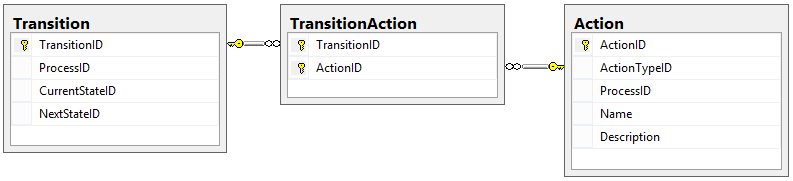 Transition
TransitionID
ProcessID
CurrentStateID
NextStateID
TransitionAction
TransitionID
ActionID
Action
ActionID
ActionTypeID
ProcessID
Name
Description